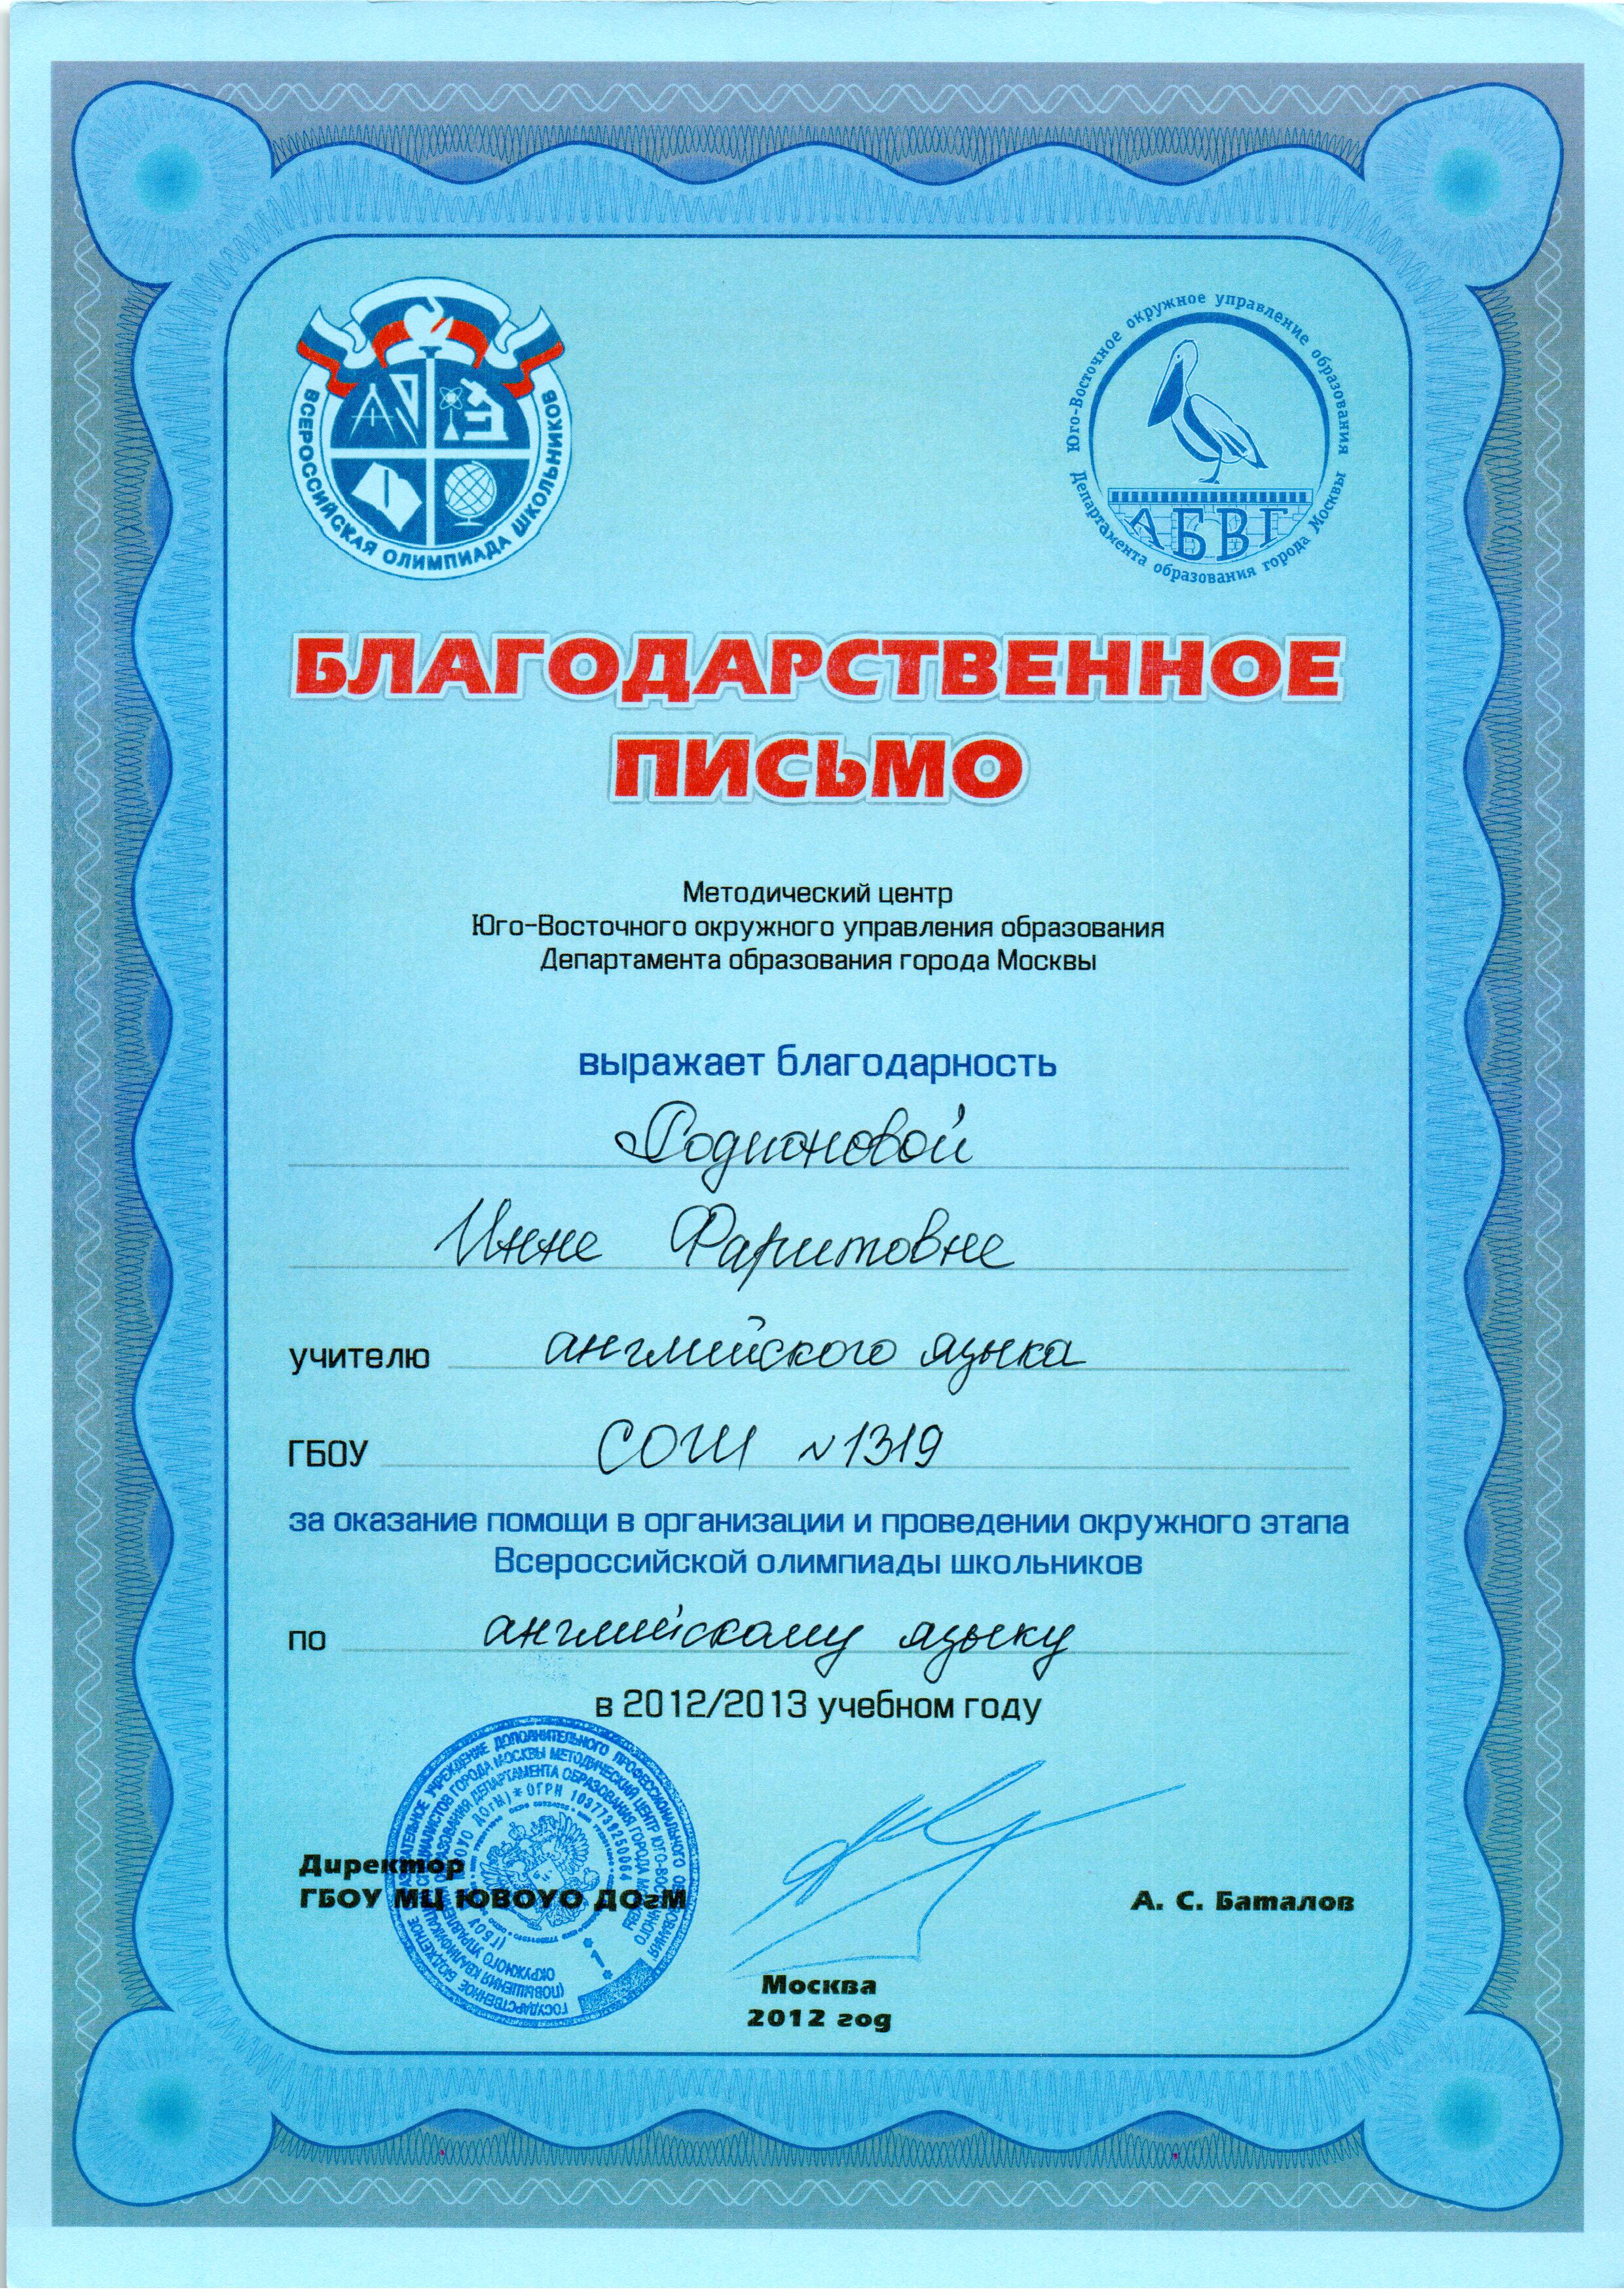 ВСЕРОССИЙСКАЯ ОЛИМПИАДА ШКОЛЬНИКОВ
Юго-Восточное окружное управление образования
Департамента образования города Москвы
АБВГ
БЛАГОДАРСТВЕННОЕ
ПИСЬМО
Методический центр
Юго-Восточного окружного управления образования
Департамента образования города Москвы
выражает благодарность
Родионовой
Инне Фаритовне
учителю английского языка
ГБОУ СОШ №1319
за оказание помощи в организации и проведении окружного этапа
Всероссийской олимпиады школьников
по английскому языку
в 2012/2013 учебном году
Директор
ГБОУ МЦ ЮВОУО ДОгМ
А. С. Баталов
Москва
2012 год